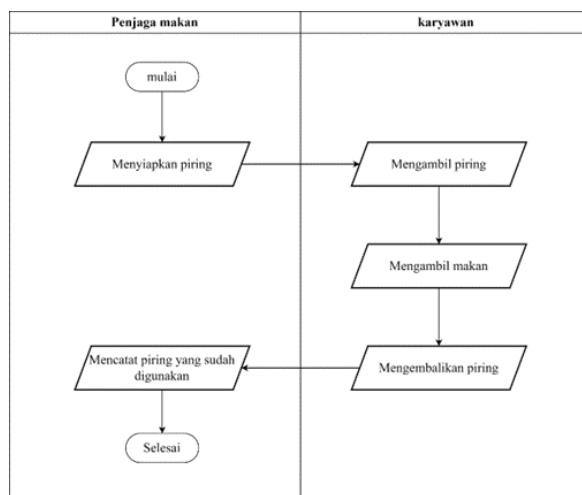 Penjaga makan
karyawan
mulai
Menyiapkan piring
Mengambil piring
Mengambil makan
Mengembalikan piring
Mencatat piring yang sudah
digunakan
Selesai